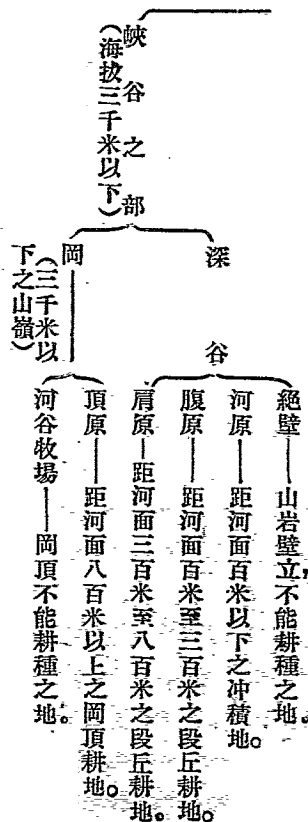 峽谷之部
（海拔三千米以下）
深谷
絕壁——山岩壁立，不能耕種之地。
河原——距河面百米以下之冲積地。
腹原——距河面百米至三百米之段丘耕地。
肩原——距河面三百米至八百米之段丘耕地。
岡
（三千米以
下之山嶺）
頂原——距河面八百米以上之岡頂耕地。
河谷牧場——岡頂不能耕種之地。